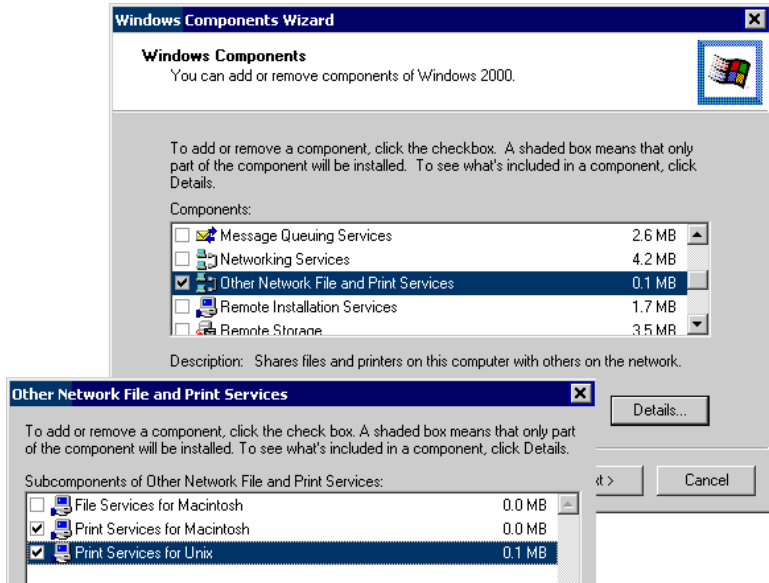 Windows Components Wizard
Windows Components
You can add or remove components of Windows 2000.
To add or remove a component, click the checkbox. A shaded box means that only
part of the component will be installed. To see what's included in a component, click
Details.
Components:
Message Queuing Services 2.6 MB
Networking Services 4.2 MB
Other Network File and Print Services 0.1 MB
Remote Installation Services 1.7 MB
Remote Storage 3.5 MB
Description: Shares files and printers on this computer with others on the network.
Details...
xt >
Cancel
Other Network File and Print Services
To add or remove a component, click the check box. A shaded box means that only part
of the component will be installed. To see what's included in a component, click Details.
Subcomponents of Other Network File and Print Services:
File Services for Macintosh 0.0 MB
Print Services for Macintosh 0.0 MB
Print Services for Unix 0.1 MB